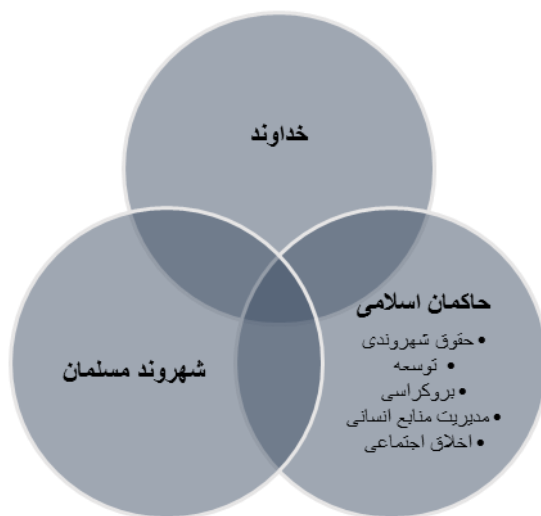 خداوند
حاکمان اسلامی
• حقوق شهروندی
• توسعه
• بروکراسی
• مدیریت منابع انسانی
• اخلاق اجتماعی
شهروند مسلمان